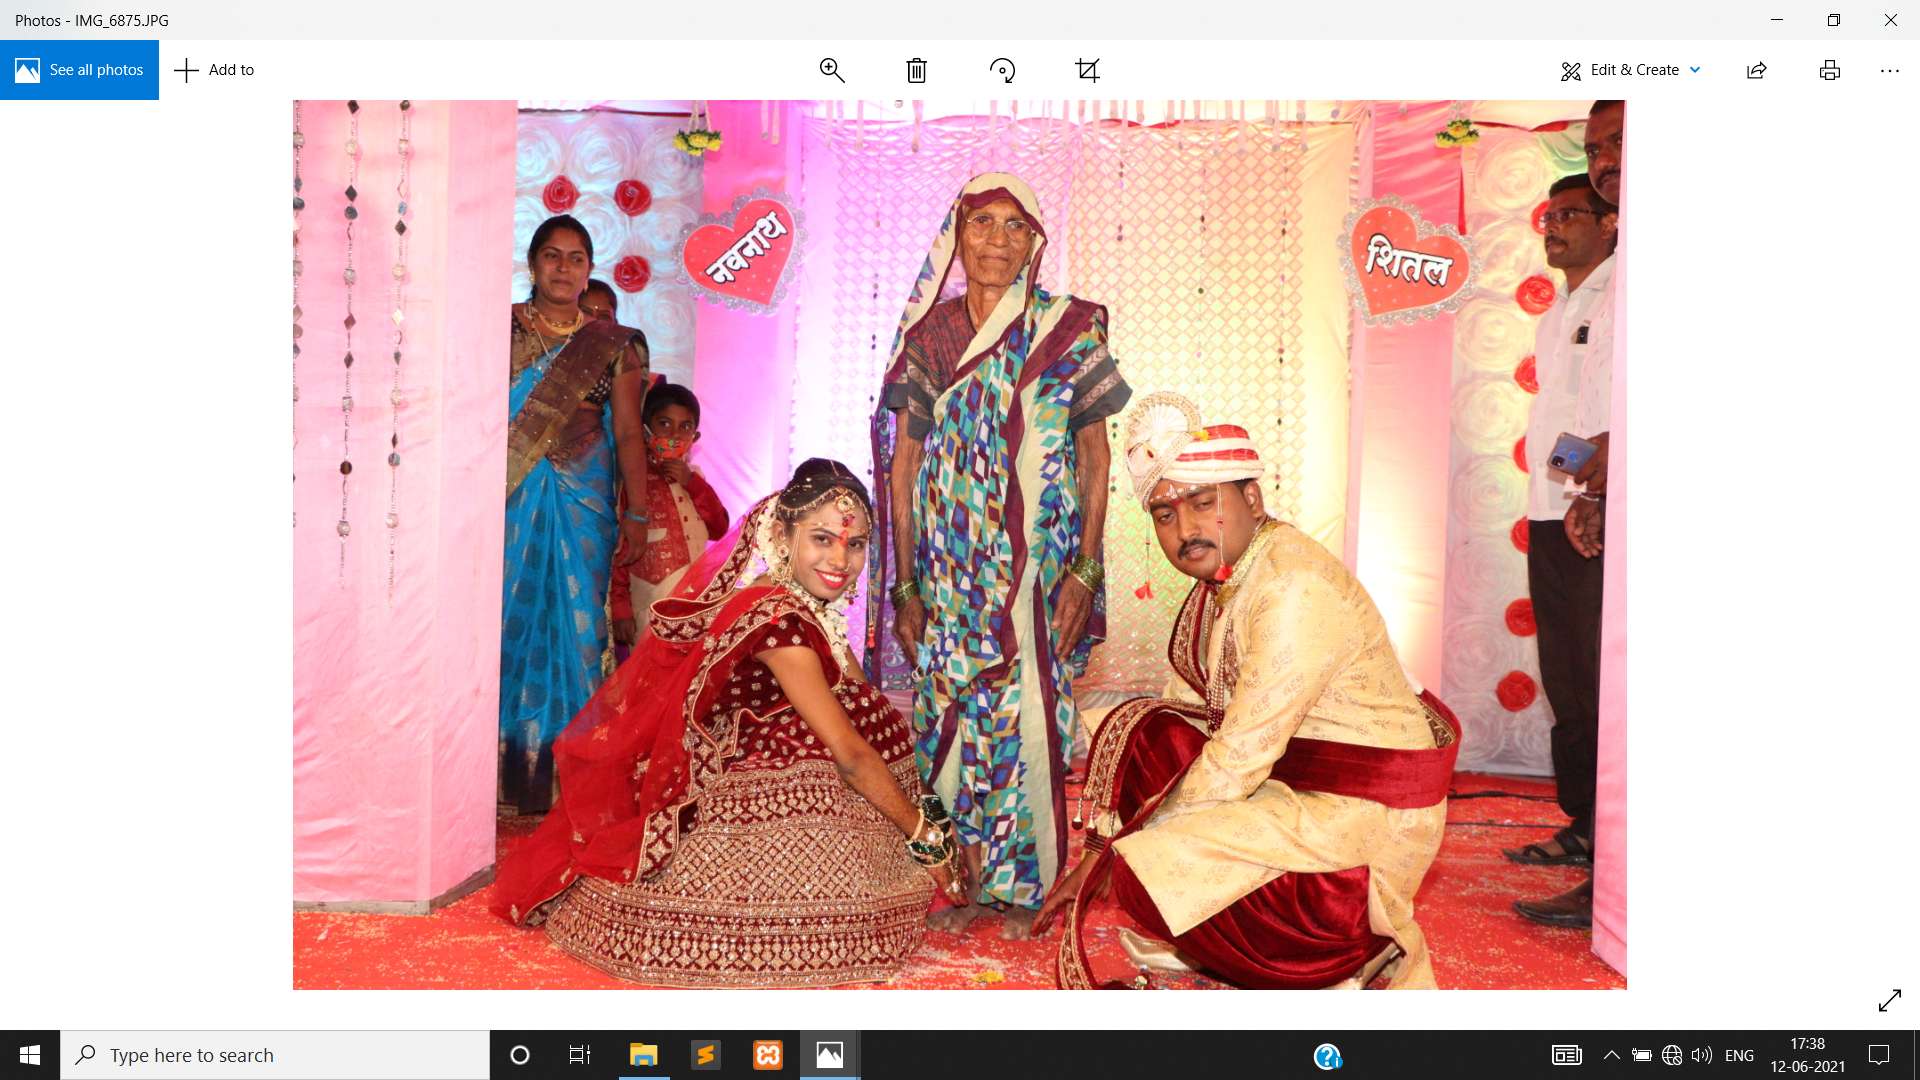 Photos - IMG_6875.JPG
See all photos
Add to
Edit & Create
नवनाथ
शितल
Type here to search
ENG
17:38
12-06-2021